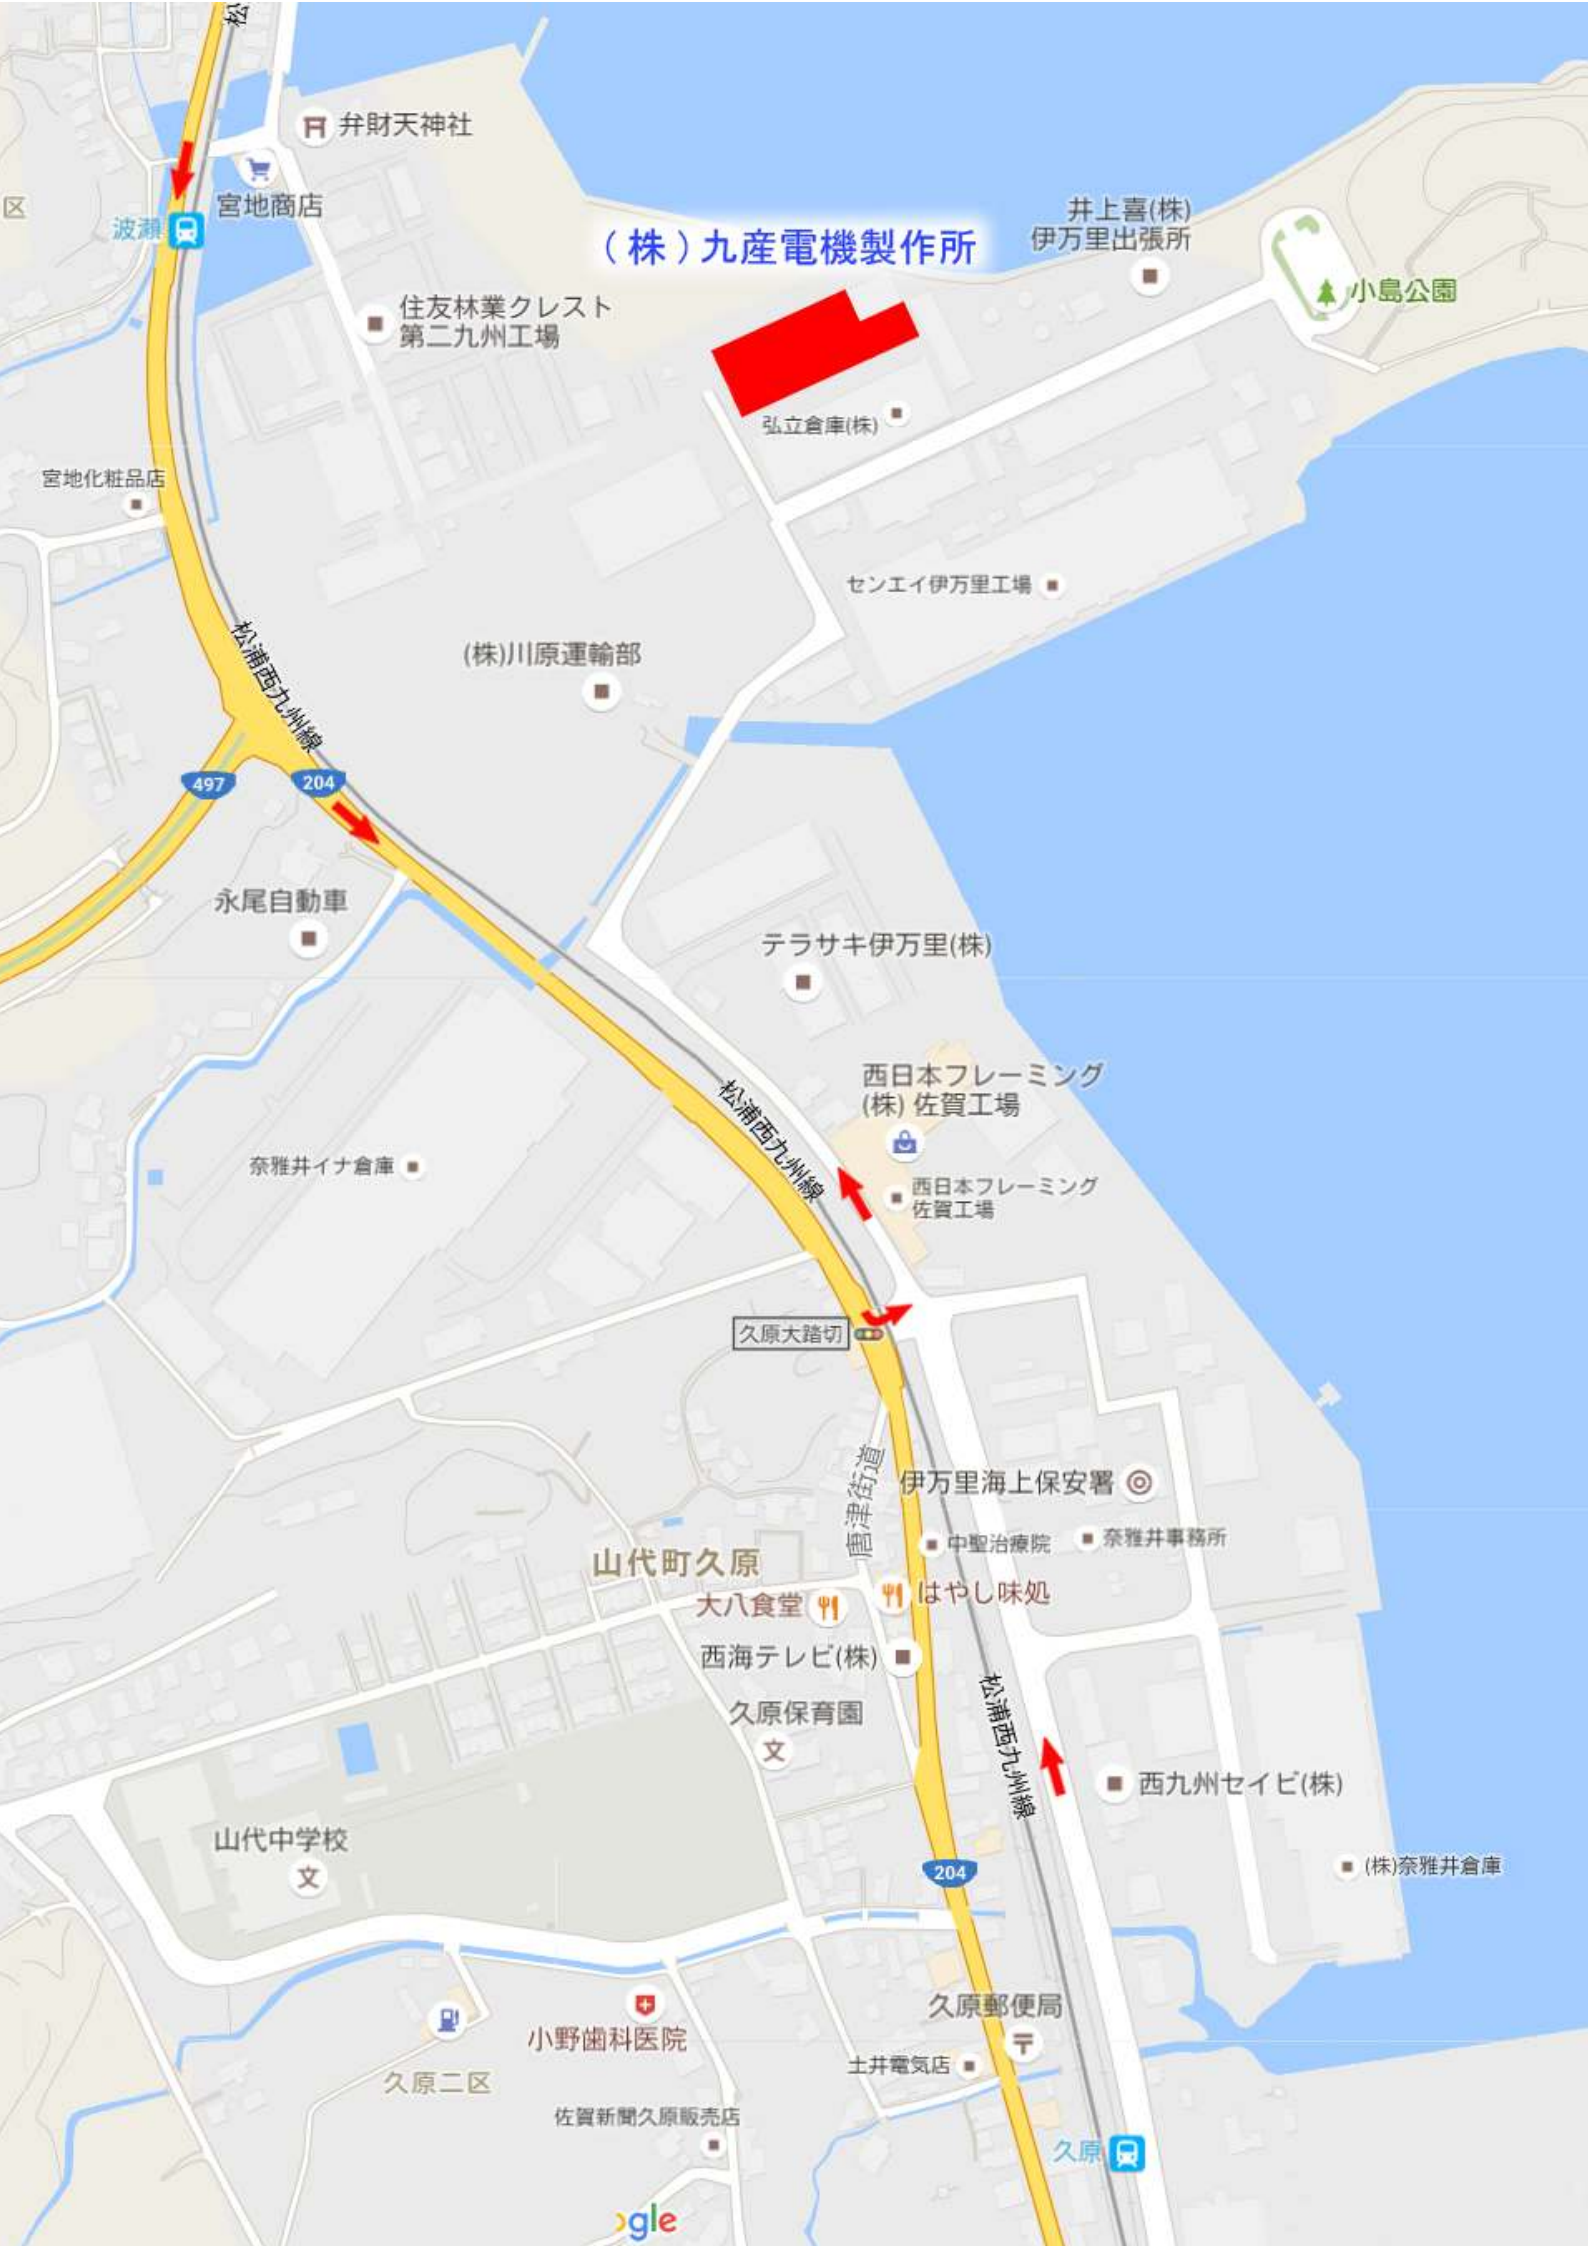 松
弁財天神社
宮地商店
区
波瀬
(株)九産電機製作所
井上喜(株)
伊万里出張所
小島公園
住友林業クレスト
第二九州工場
弘立倉庫(株)
宮地化粧品店
センエイ伊万里工場
(株)川原運輸部
松浦西九州線
497
204
永尾自動車
テラサキ伊万里(株)
西日本フレーミング
(株) 佐賀工場
松浦西九州線
奈雅井イナ倉庫
西日本フレーミング
佐賀工場
久原大踏切
唐津街道
伊万里海上保安署
中聖治療院
奈雅井事務所
山代町久原
大八食堂
はやし味処
西海テレビ(株)
久原保育園
文
松浦西九州線
西九州セイビ(株)
山代中学校
文
204
(株)奈雅井倉庫
久原郵便局
小野歯科医院
土井電気店
久原二区
佐賀新聞久原販売店
久原
ogle